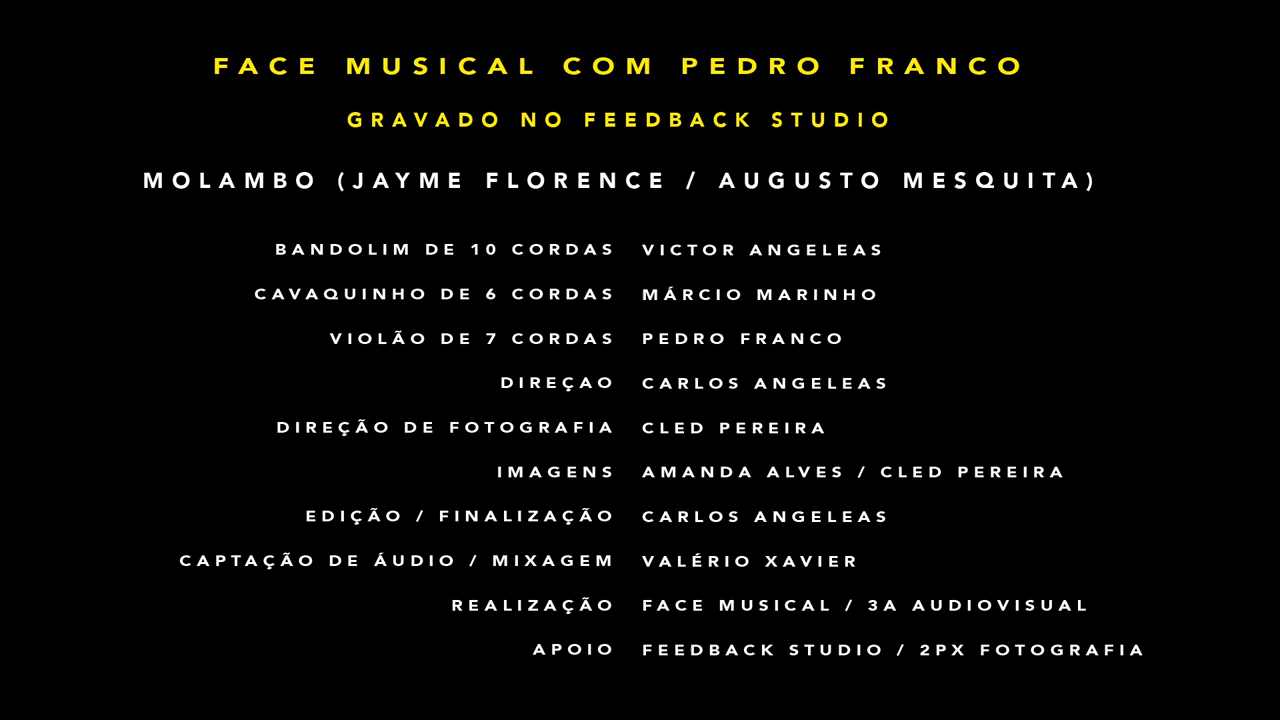 FACE MUSICAL COM PEDRO FRANCO
GRAVADO NO FEEDBACK STUDIO
MOLAMBO (JAYME FLORENCE / AUGUSTO MESQUITA)
BANDOLIM DE 10 CORDAS VICTOR ANGELEAS
CAVAQUINHO DE 6 CORDAS MÁRCIO MARINHO
VIOLÃO DE 7 CORDAS PEDRO FRANCO
DIREÇAO CARLOS ANGELEAS
DIREÇÃO DE FOTOGRAFIA CLED PEREIRA
IMAGENS AMANDA ALVES / CLED PEREIRA
EDIÇÃO / FINALIZAÇÃO CARLOS ANGELEAS
CAPTAÇÃO DE ÁUDIO / MIXAGEM VALÉRIO XAVIER
REALIZAÇÃO FACE MUSICAL / 3A AUDIOVISUAL
APOIO FEEDBACK STUDIO / 2PX FOTOGRAFIA